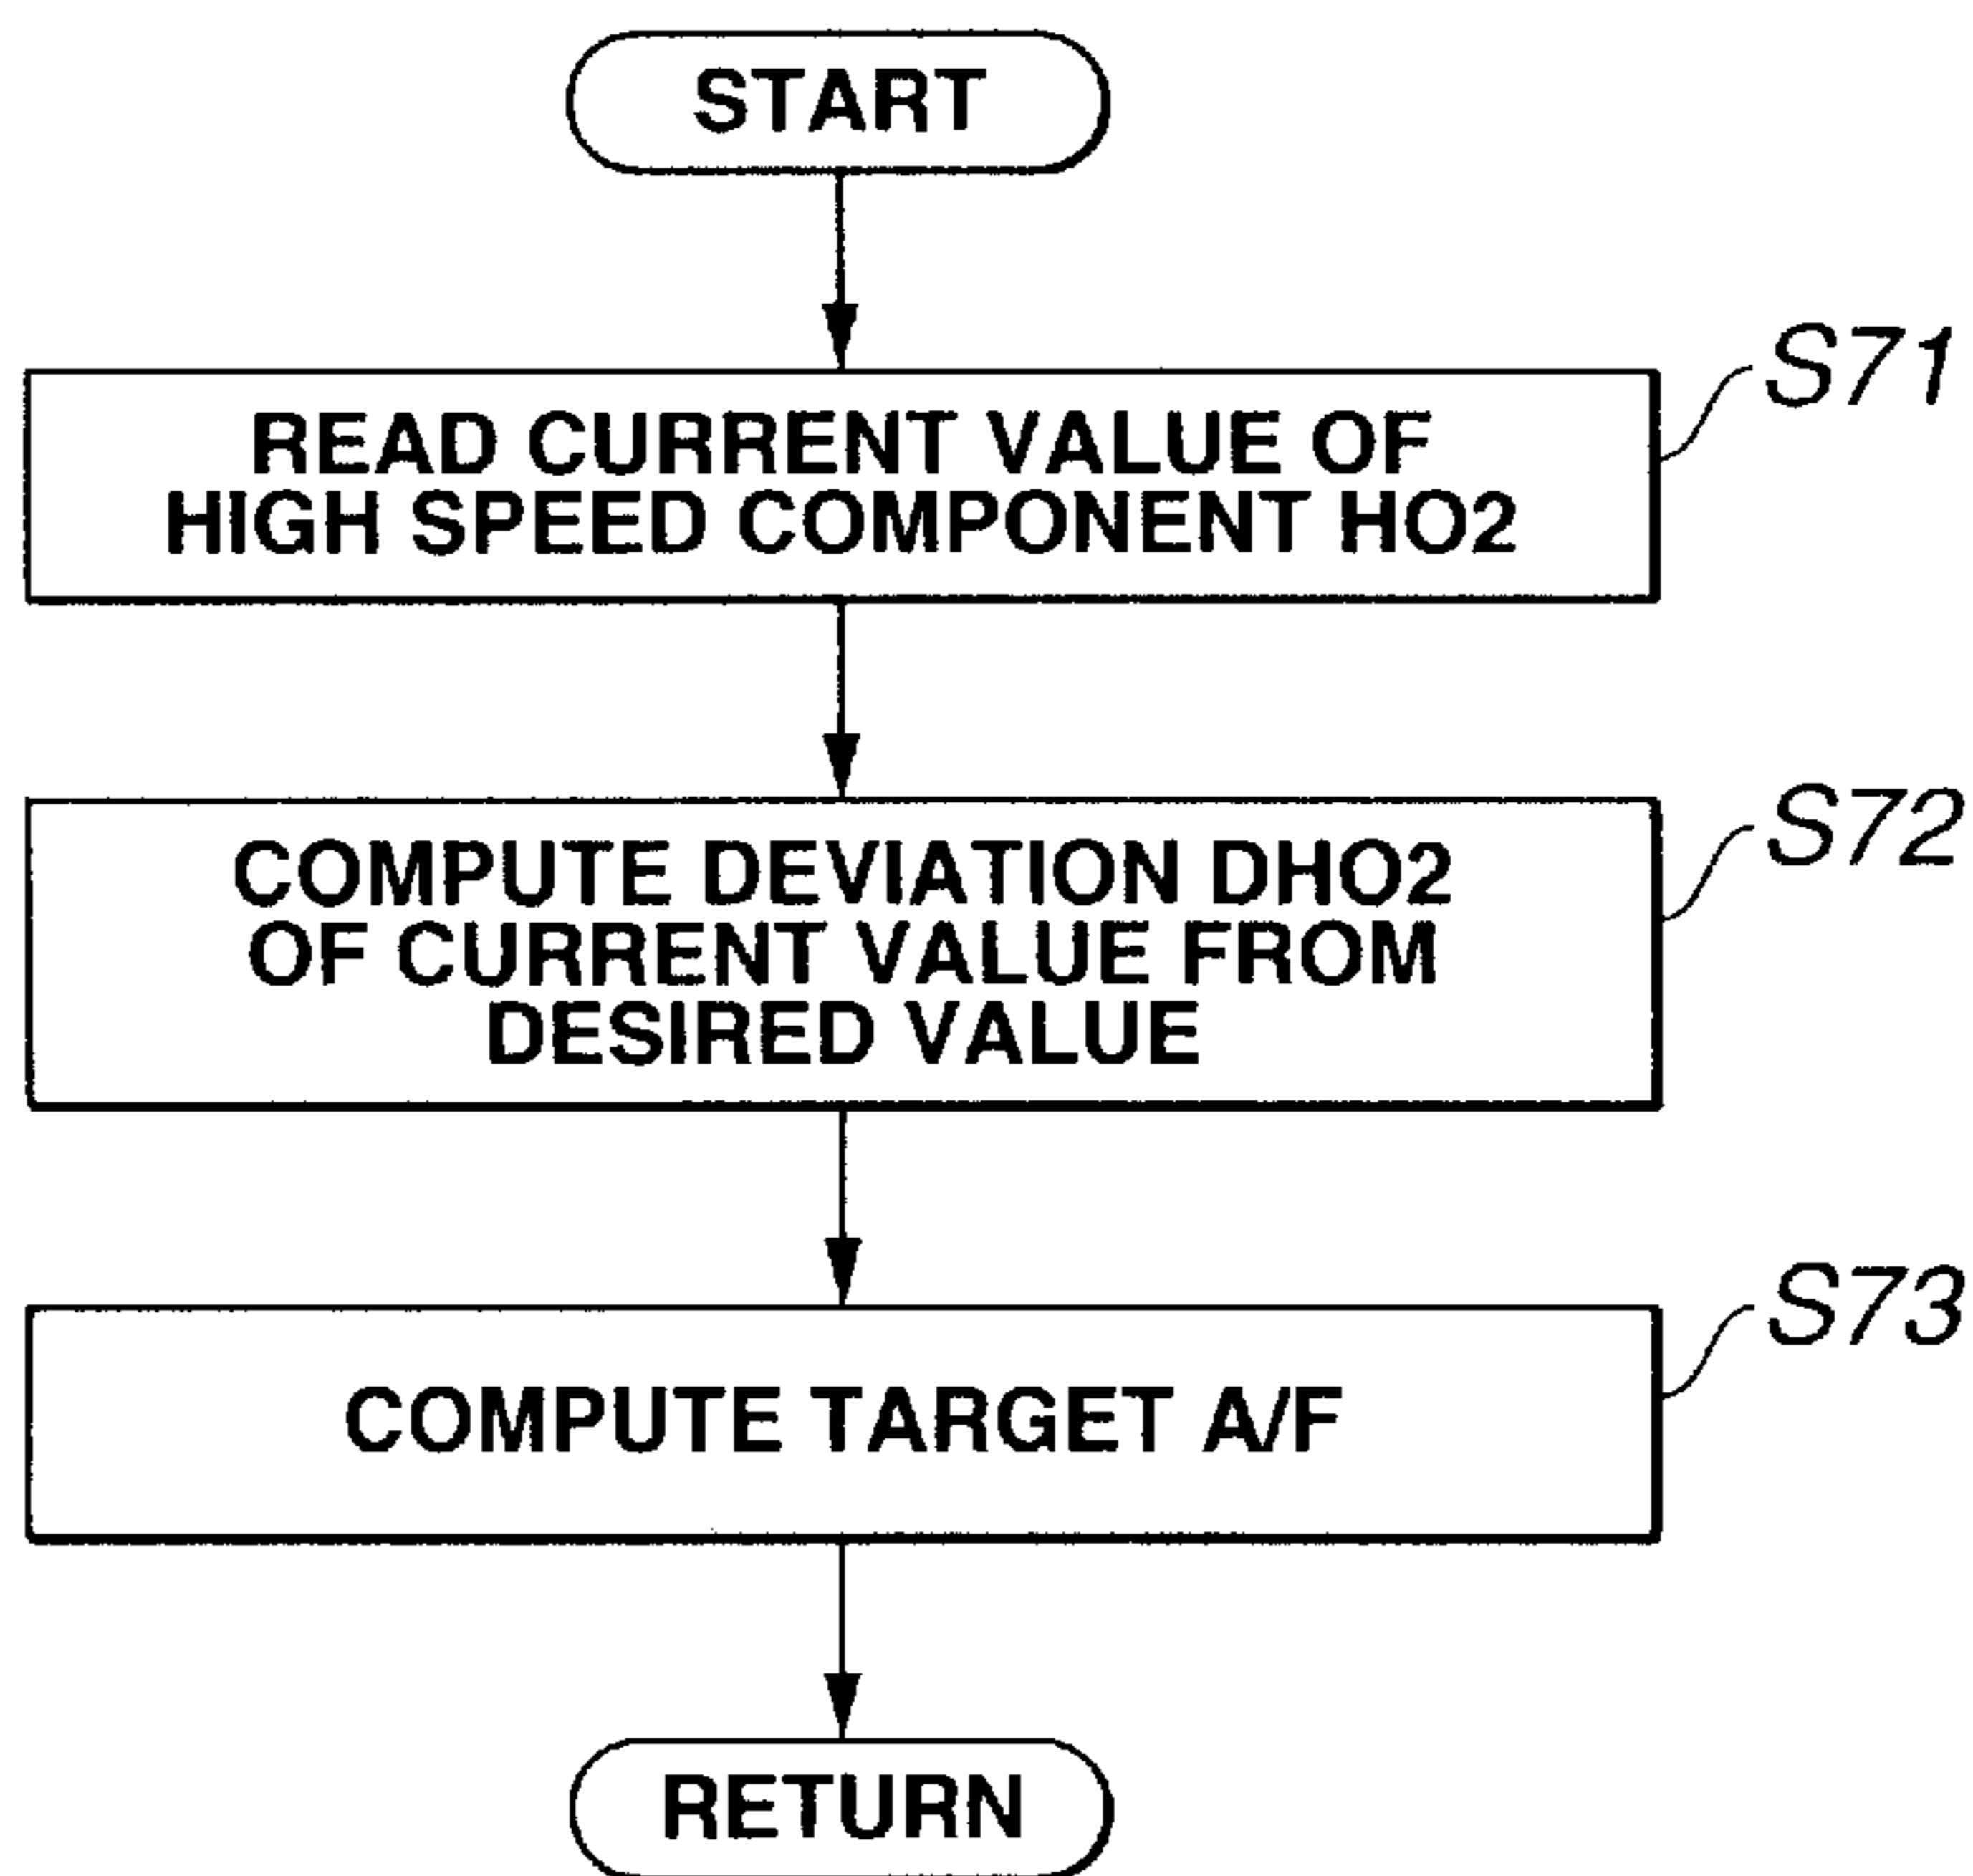 START
S71
READ CURRENT VALUE OF
HIGH SPEED COMPONENT HO2
S72
COMPUTE DEVIATION DHO2
OF CURRENT VALUE FROM
DESIRED VALUE
S73
COMPUTE TARGET A/F
RETURN